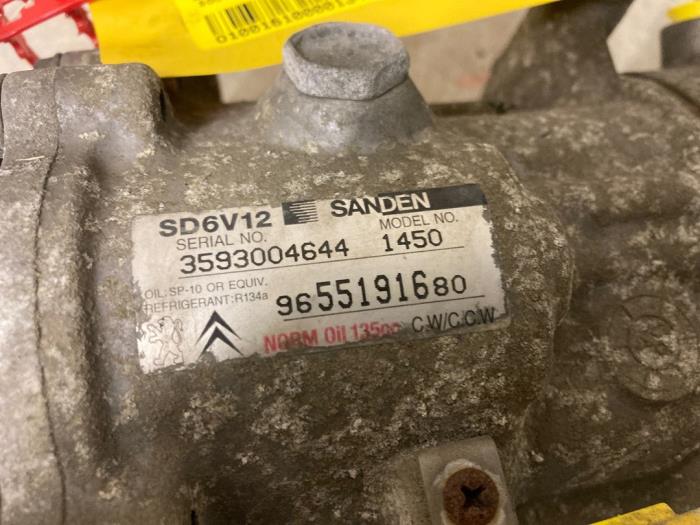 SD6V12 SANDEN
SERIAL NO. MODEL NO.
3593004644 1450
OIL: SP-10 OR EQUIV.
REFRIGERANT: R134a
9655191680
NORM Oil 135cc C.W/C.C.W